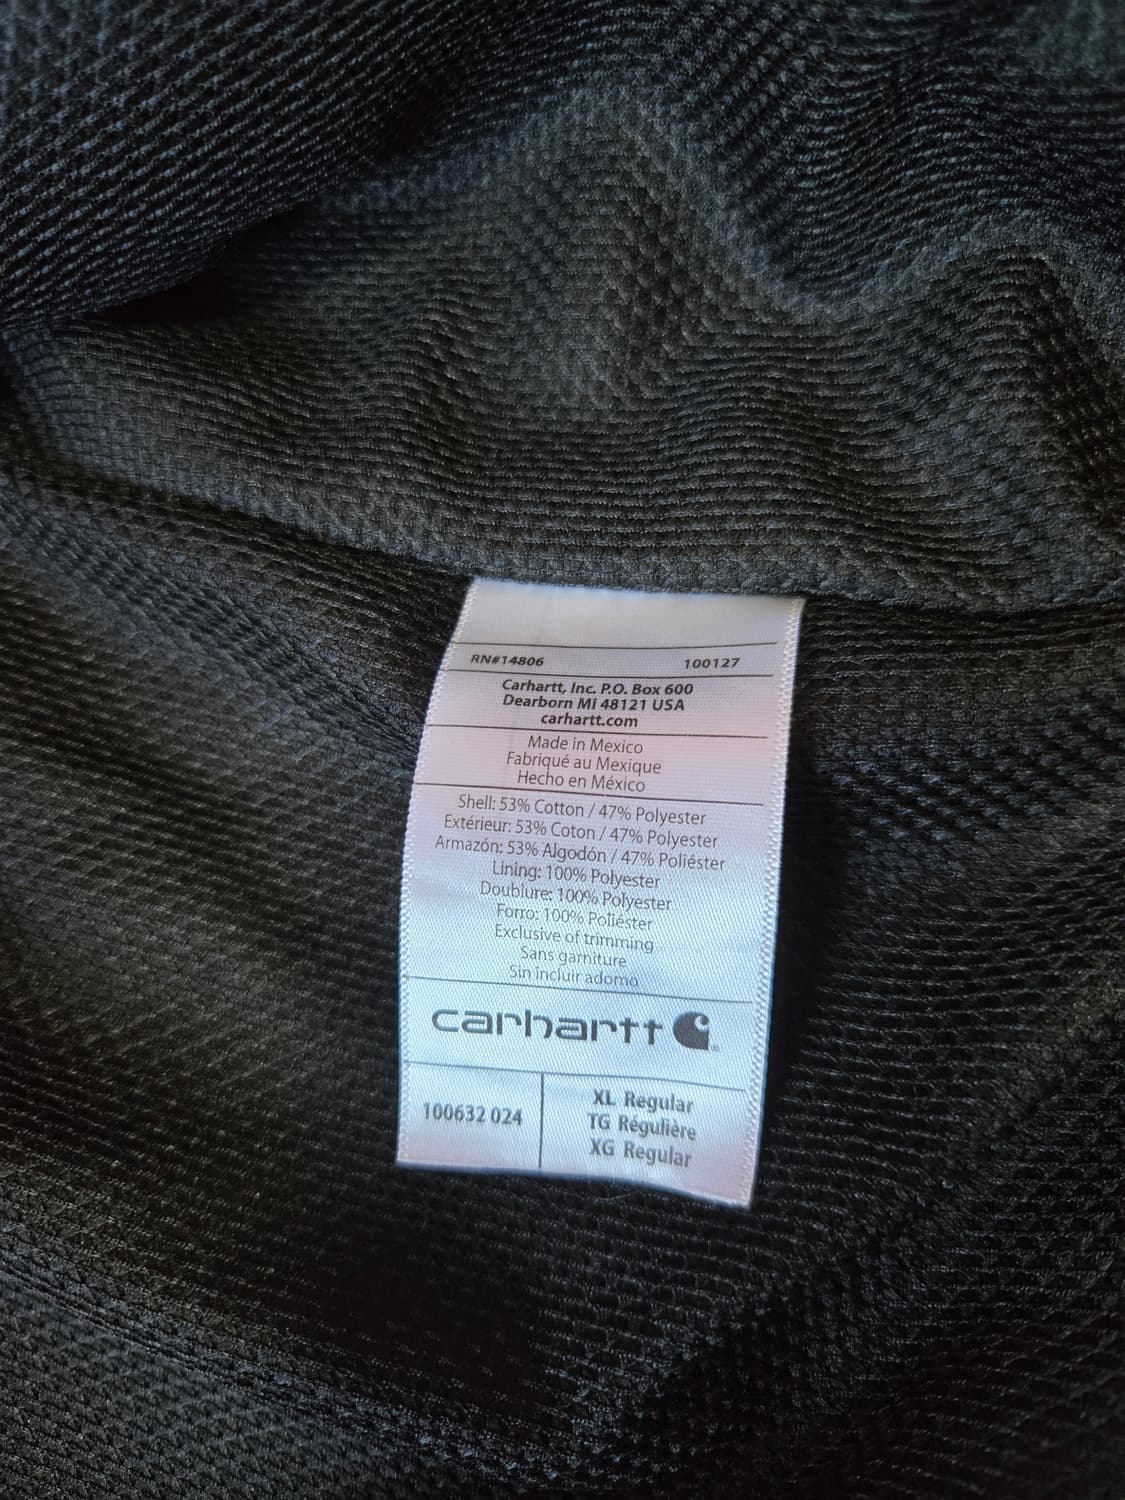 RN#14806 100127
Carhartt, Inc. P.O. Box 600
Dearborn MI 48121 USA
carhartt.com
Made in Mexico
Fabriqué au Mexique
Hecho en México
Shell: 53% Cotton / 47% Polyester
Extérieur: 53% Coton / 47% Polyester
Armazón: 53% Algodón / 47% Poliéster
Lining: 100% Polyester
Doublure: 100% Polyester
Forro: 100% Poliéster
Exclusive of trimming
Sans garniture
Sin incluir adorno
carhartt
100632 024
XL Regular
TG Régulière
XG Regular